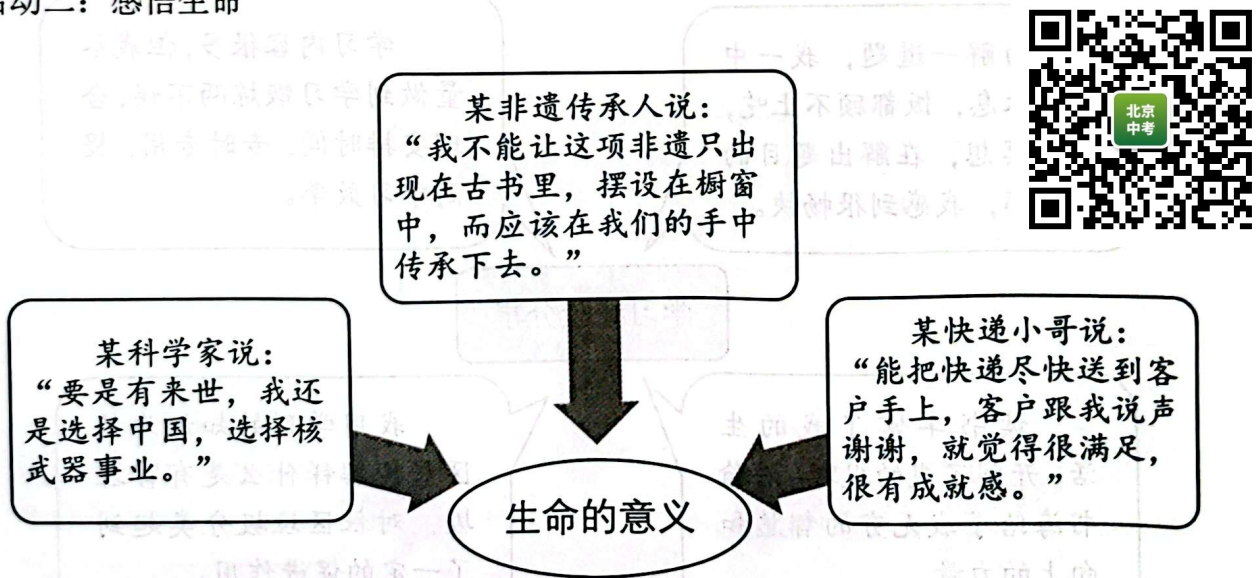 感悟生命
北京
中考
某非遗传承人说：
“我不能让这项非遗只出
现在古书里，摆设在橱窗
中，而应该在我们的手中
传承下去。”
某科学家说：
“要是有来世，我还
是选择中国，选择核
武器事业。”
某快递小哥说：
“能把快递尽快送到客
户手上，客户跟我说声
谢谢，就觉得很满足，
很有成就感。”
生命的意义